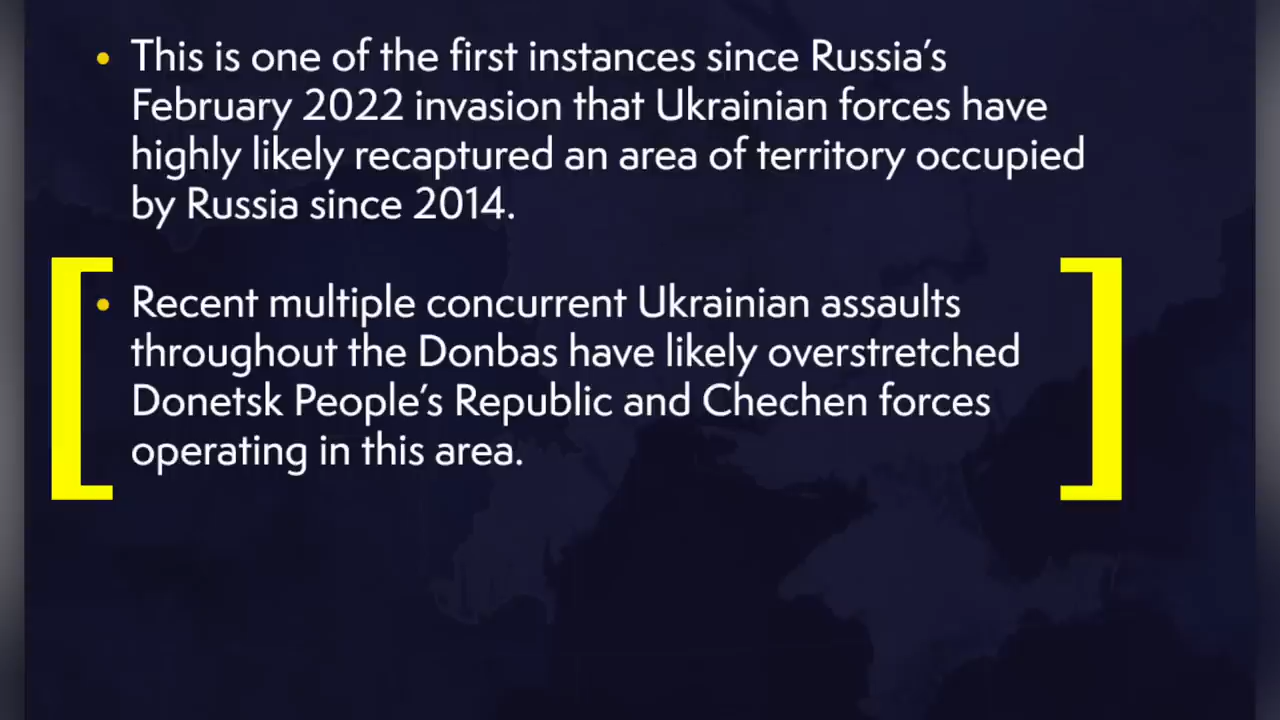 • This is one of the first instances since Russia's
February 2022 invasion that Ukrainian forces have
highly likely recaptured an area of territory occupied
by Russia since 2014.
• Recent multiple concurrent Ukrainian assaults
throughout the Donbas have likely overstretched
Donetsk People's Republic and Chechen forces
operating in this area.